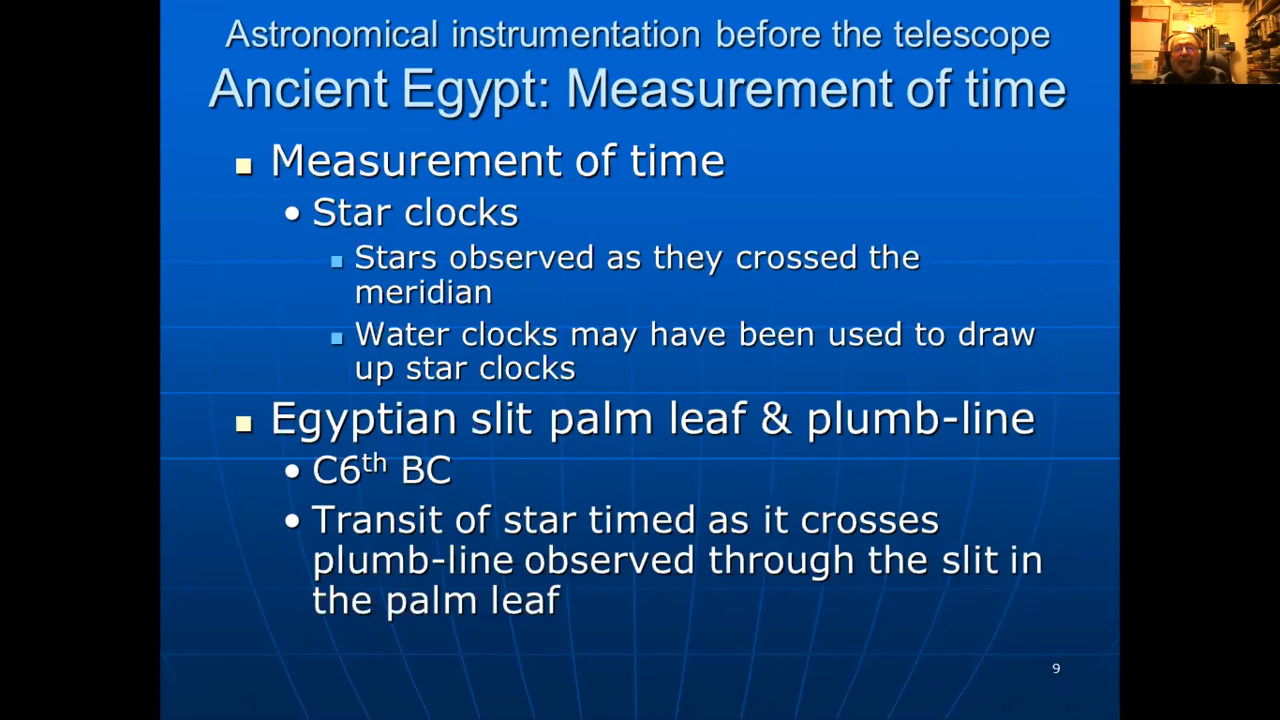 Astronomical instrumentation before the telescope
Ancient Egypt: Measurement of time
Measurement of time
Star clocks
Stars observed as they crossed the
meridian
Water clocks may have been used to draw
up star clocks
Egyptian slit palm leaf & plumb-line
C6th BC
Transit of star timed as it crosses
plumb-line observed through the slit in
the palm leaf
9